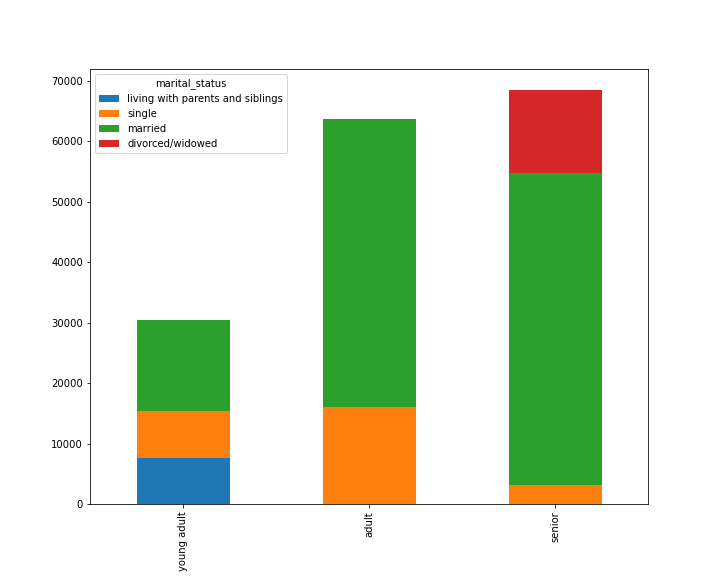 marital_status
living with parents and siblings
single
married
divorced/widowed
70000
60000
50000
40000
30000
20000
10000
0
young adult
adult
senior